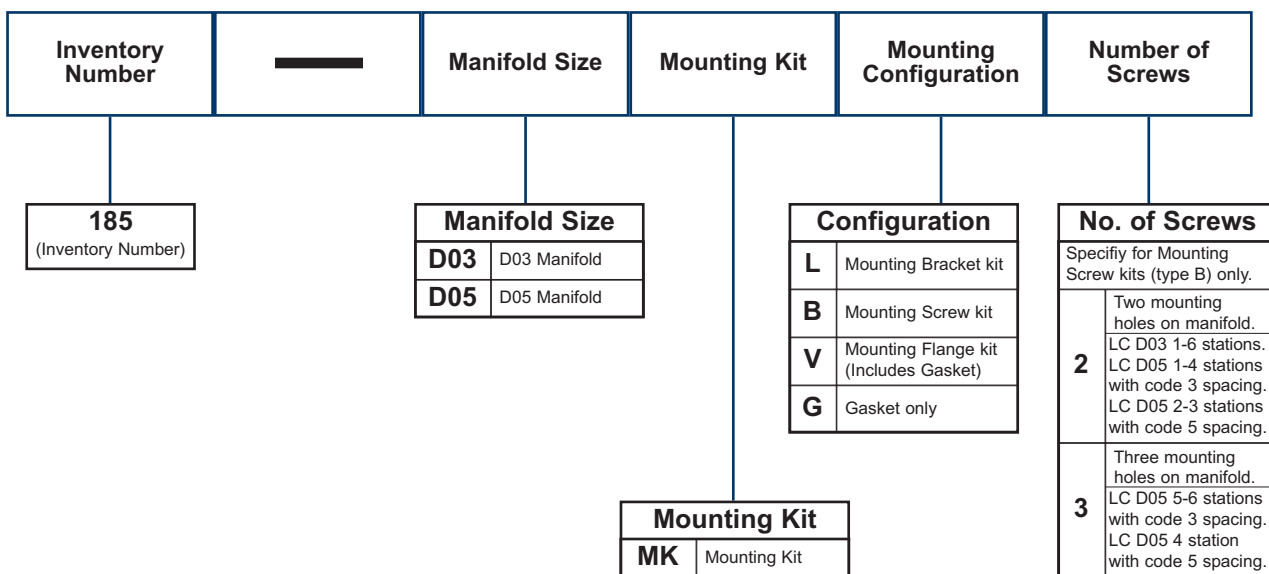 Inventory
Number
Manifold Size
Mounting Kit
Mounting
Configuration
Number of
Screws
185
(Inventory Number)
Manifold Size
D03 D03 Manifold
D05 D05 Manifold
Configuration
L Mounting Bracket kit
B Mounting Screw kit
V Mounting Flange kit
(Includes Gasket)
G Gasket only
No. of Screws
Specifiy for Mounting
Screw kits (type B) only.
2
Two mounting
holes on manifold.
LC D03 1-6 stations.
LC D05 1-4 stations
with code 3 spacing.
LC D05 2-3 stations
with code 5 spacing.
3
Three mounting
holes on manifold.
LC D05 5-6 stations
with code 3 spacing.
LC D05 4 station
with code 5 spacing.
Mounting Kit
MK Mounting Kit